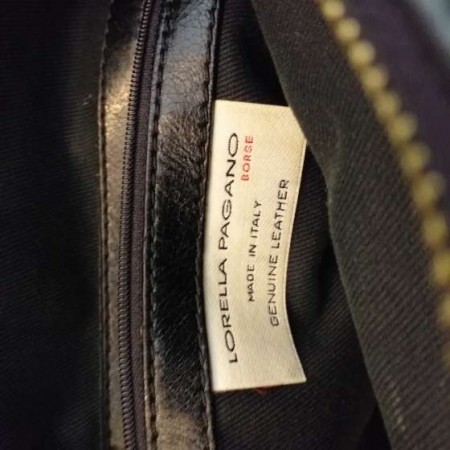 LORELLA PAGANO
BORSE
MADE IN ITALY
GENUINE LEATHER